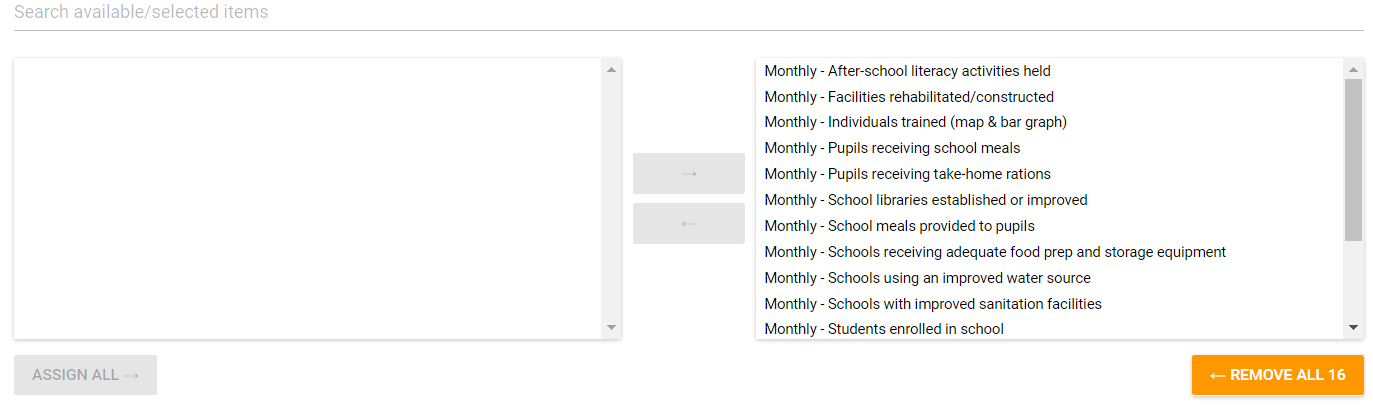 Search available/selected items
Monthly - After-school literacy activities held
Monthly - Facilities rehabilitated/constructed
Monthly - Individuals trained (map & bar graph)
Monthly - Pupils receiving school meals
Monthly - Pupils receiving take-home rations
Monthly - School libraries established or improved
Monthly - School meals provided to pupils
Monthly - Schools receiving adequate food prep and storage equipment
Monthly - Schools using an improved water source
Monthly - Schools with improved sanitation facilities
Monthly - Students enrolled in school
→
←
ASSIGN ALL →
← REMOVE ALL 16